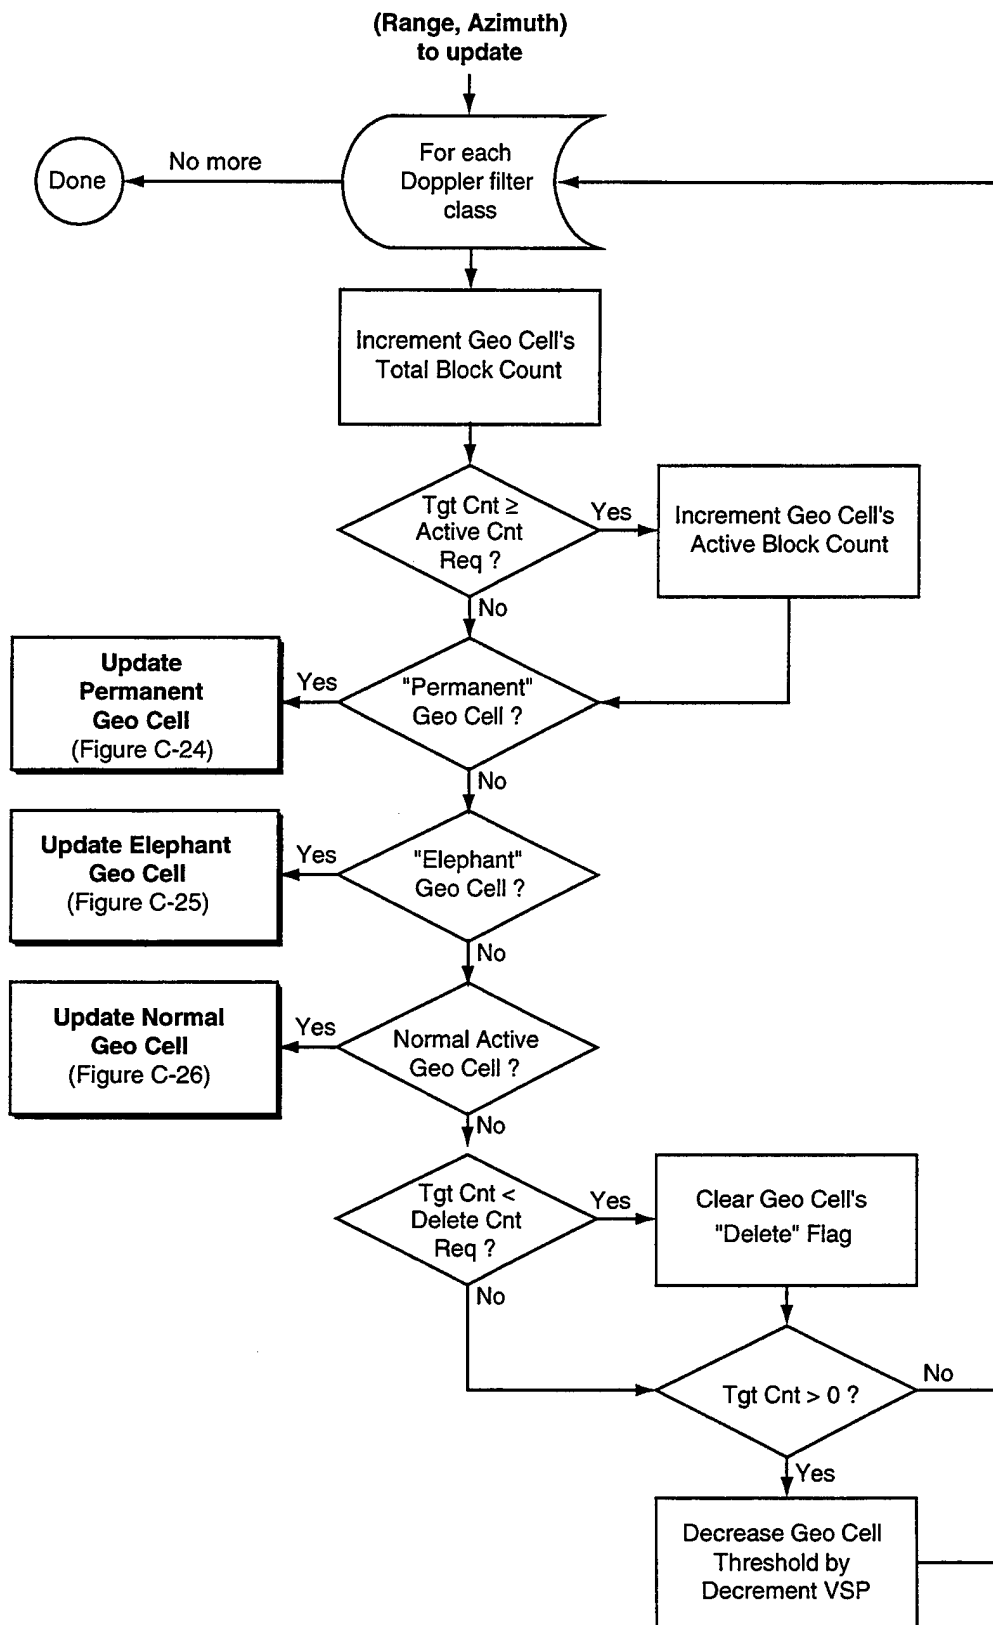 (Range, Azimuth)
to update
For each
Doppler filter
class
No more
Done
Increment Geo Cell's
Total Block Count
Tgt Cnt ≥
Active Cnt
Req ?
Yes
Increment Geo Cell's
Active Block Count
No
"Permanent"
Geo Cell ?
Yes
Update
Permanent
Geo Cell
(Figure C-24)
No
"Elephant"
Geo Cell ?
Yes
Update Elephant
Geo Cell
(Figure C-25)
No
Normal Active
Geo Cell ?
Yes
Update Normal
Geo Cell
(Figure C-26)
No
Tgt Cnt <
Delete Cnt
Req ?
Yes
Clear Geo Cell's
"Delete" Flag
No
Tgt Cnt > 0 ?
No
Yes
Decrease Geo Cell
Threshold by
Decrement VSP